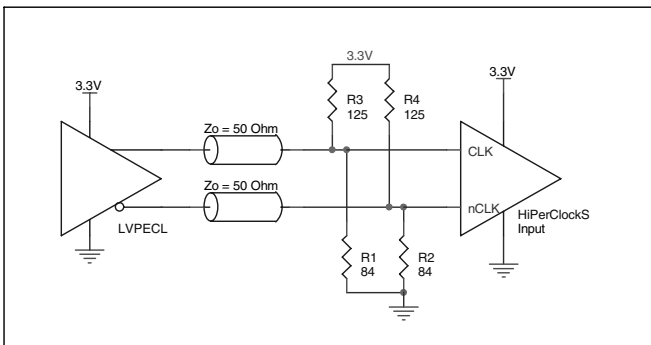 3.3V
3.3V
3.3V
R3
125
R4
125
Zo = 50 Ohm
CLK
Zo = 50 Ohm
nCLK
HiPerClockS
Input
LVPECL
R1
84
R2
84